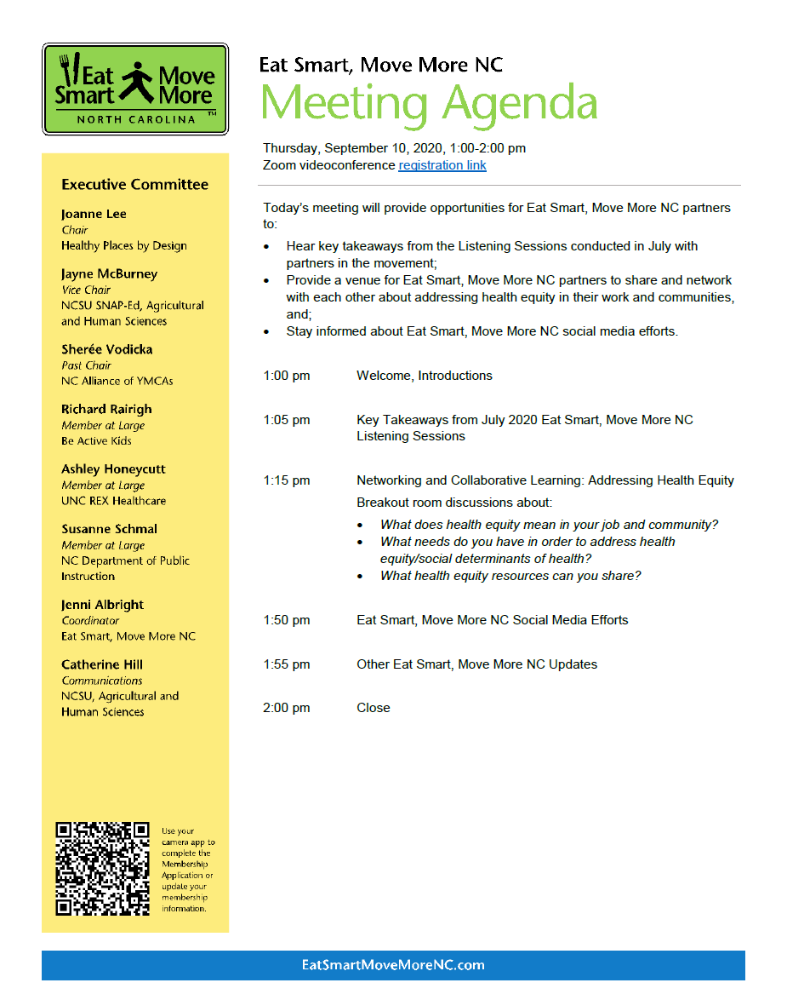 Eat Smart Move More
NORTH CAROLINA™
Eat Smart, Move More NC
Meeting Agenda
Thursday, September 10, 2020, 1:00-2:00 pm
Zoom videoconference registration link
Executive Committee
Joanne Lee
Chair
Healthy Places by Design
Jayne McBurney
Vice Chair
NCSU SNAP-Ed, Agricultural
and Human Sciences
Sherée Vodicka
Past Chair
NC Alliance of YMCAs
Richard Rairigh
Member at Large
Be Active Kids
Ashley Honeycutt
Member at Large
UNC REX Healthcare
Susanne Schmal
Member at Large
NC Department of Public
Instruction
Jenni Albright
Coordinator
Eat Smart, Move More NC
Catherine Hill
Communications
NCSU, Agricultural and
Human Sciences
Use your
camera app to
complete the
Membership
Application or
update your
membership
information.
Today's meeting will provide opportunities for Eat Smart, Move More NC partners
to:
• Hear key takeaways from the Listening Sessions conducted in July with
partners in the movement;
• Provide a venue for Eat Smart, Move More NC partners to share and network
with each other about addressing health equity in their work and communities,
and;
• Stay informed about Eat Smart, Move More NC social media efforts.
1:00 pm Welcome, Introductions
1:05 pm Key Takeaways from July 2020 Eat Smart, Move More NC
Listening Sessions
1:15 pm Networking and Collaborative Learning: Addressing Health Equity
Breakout room discussions about:
• What does health equity mean in your job and community?
• What needs do you have in order to address health
equity/social determinants of health?
• What health equity resources can you share?
1:50 pm Eat Smart, Move More NC Social Media Efforts
1:55 pm Other Eat Smart, Move More NC Updates
2:00 pm Close
EatSmartMoveMoreNC.com